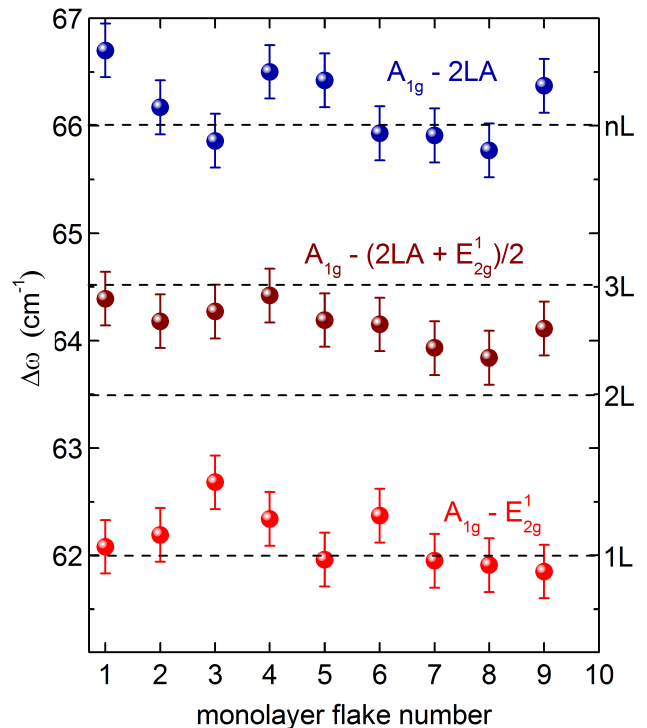 67
66
65
64
63
62
Δω (cm⁻¹)
A₁g - 2LA
nL
A₁g - (2LA + E¹₂g)/2
3L
2L
A₁g - E¹₂g
1L
1 2 3 4 5 6 7 8 9 10
monolayer flake number